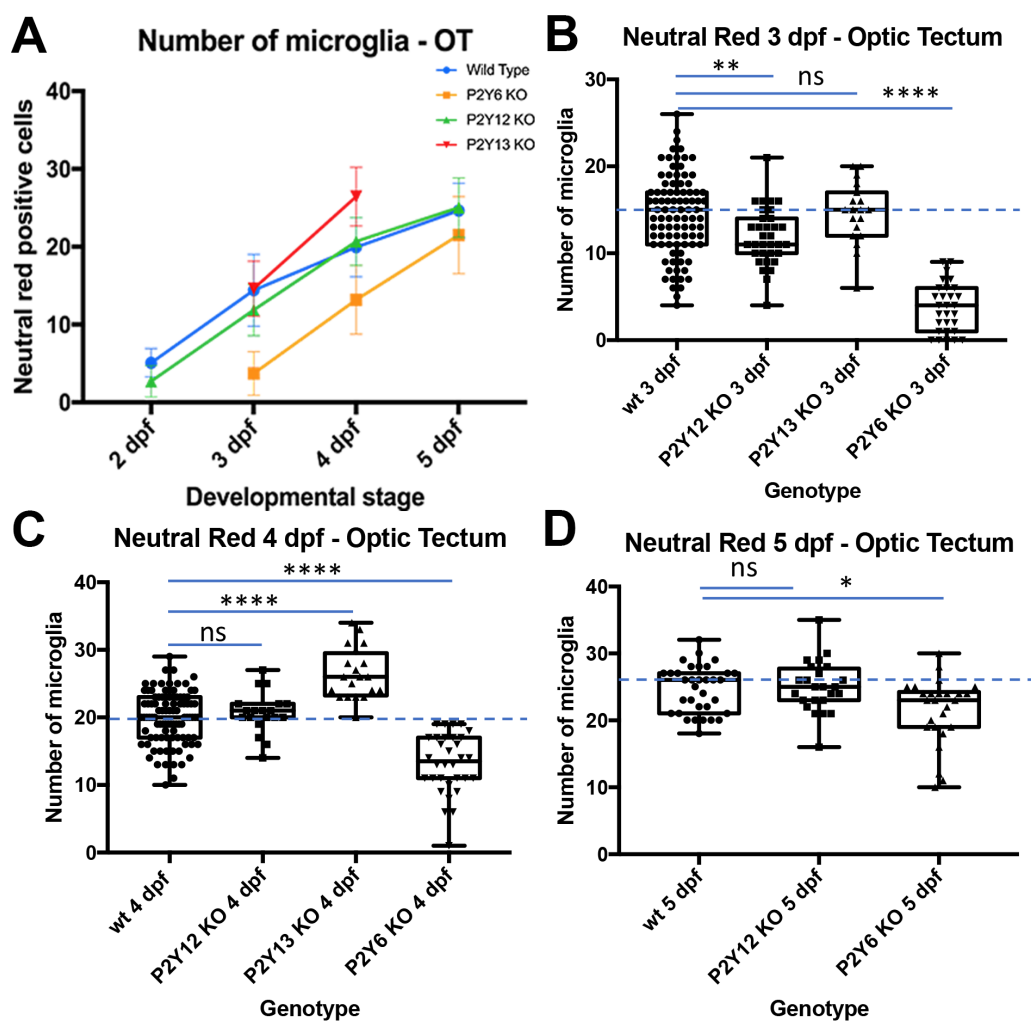 A
Number of microglia - OT
Wild Type
P2Y6 KO
P2Y12 KO
P2Y13 KO
Neutral red positive cells
40
30
20
10
0
2 dpf
3 dpf
4 dpf
5 dpf
Developmental stage
B
Neutral Red 3 dpf - Optic Tectum
**
ns
****
Number of microglia
30
20
10
0
wt 3 dpf
P2Y12 KO 3 dpf
P2Y13 KO 3 dpf
P2Y6 KO 3 dpf
Genotype
C
Neutral Red 4 dpf - Optic Tectum
****
****
ns
Number of microglia
40
30
20
10
0
wt 4 dpf
P2Y12 KO 4 dpf
P2Y13 KO 4 dpf
P2Y6 KO 4 dpf
Genotype
D
Neutral Red 5 dpf - Optic Tectum
ns
*
Number of microglia
40
30
20
10
0
wt 5 dpf
P2Y12 KO 5 dpf
P2Y6 KO 5 dpf
Genotype